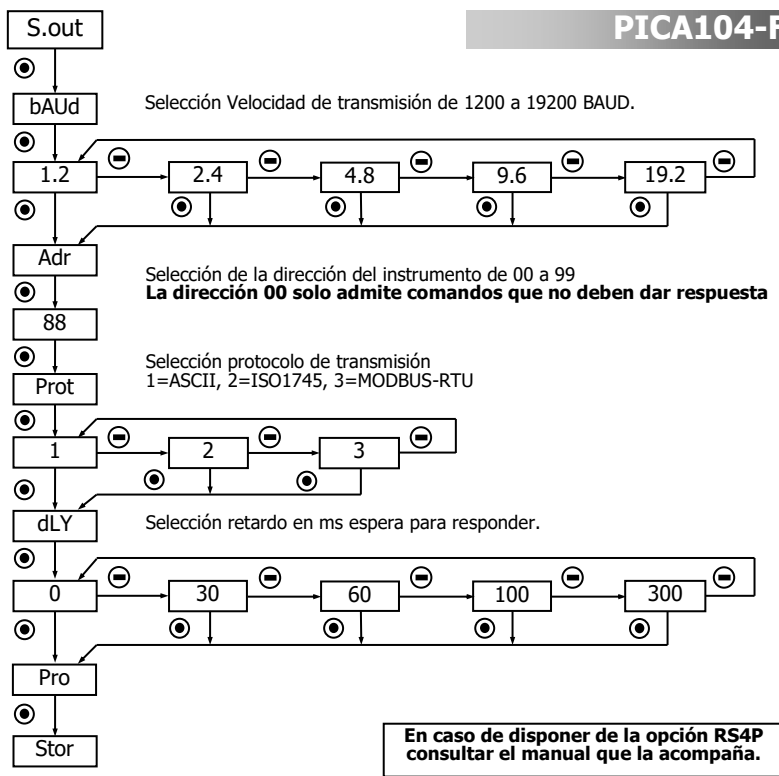 S.out
PICA104-F
bAUd
Selección Velocidad de transmisión de 1200 a 19200 BAUD.
1.2
2.4
4.8
9.6
19.2
Adr
Selección de la dirección del instrumento de 00 a 99
La dirección 00 solo admite comandos que no deben dar respuesta
88
Selección protocolo de transmisión
1=ASCII, 2=ISO1745, 3=MODBUS-RTU
Prot
1
2
3
dLY
Selección retardo en ms espera para responder.
0
30
60
100
300
Pro
Stor
En caso de disponer de la opción RS4P
consultar el manual que la acompaña.